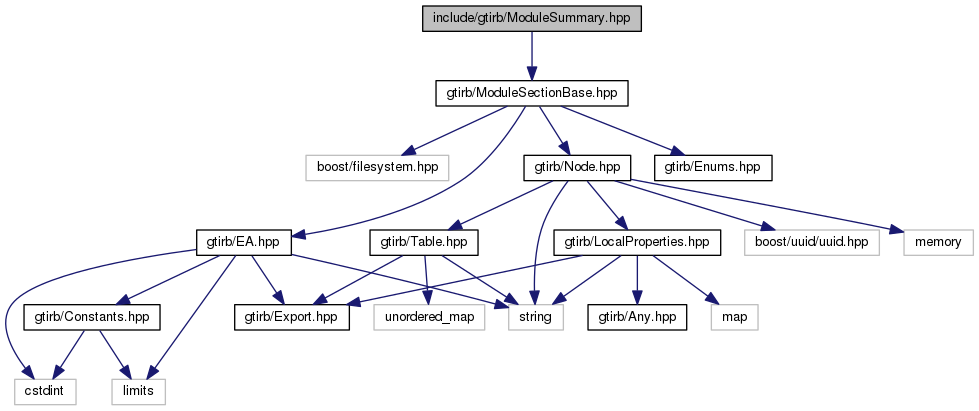 include/gtirb/ModuleSummary.hpp
gtirb/ModuleSectionBase.hpp
boost/filesystem.hpp
gtirb/Node.hpp
gtirb/Enums.hpp
gtirb/EA.hpp
gtirb/Table.hpp
gtirb/LocalProperties.hpp
boost/uuid/uuid.hpp
memory
gtirb/Constants.hpp
gtirb/Export.hpp
unordered_map
string
gtirb/Any.hpp
map
cstdint
limits